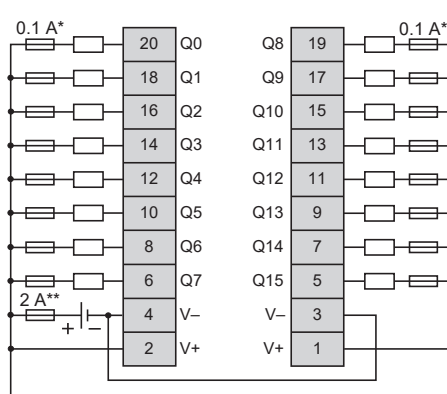 0.1 A* 0.1 A*
20 Q0 Q8 19
18 Q1 Q9 17
16 Q2 Q10 15
14 Q3 Q11 13
12 Q4 Q12 11
10 Q5 Q13 9
8 Q6 Q14 7
6 Q7 Q15 5
2 A**
+ – 4 V– V– 3
2 V+ V+ 1